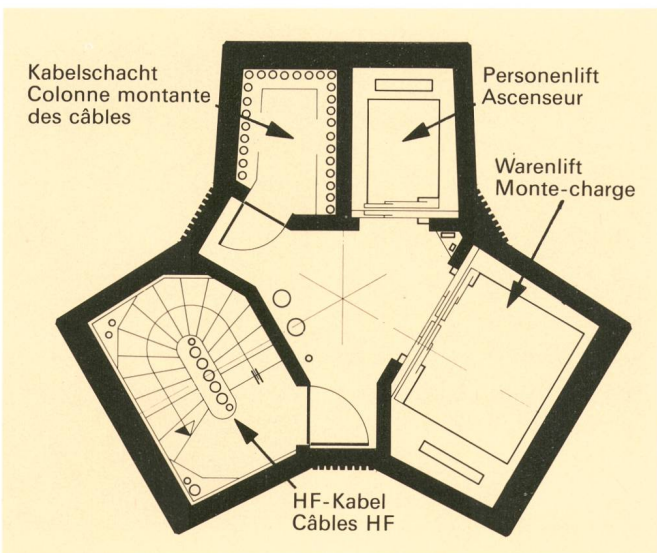 Kabelschacht
Colonne montante
des câbles
Personenlift
Ascenseur
Warenlift
Monte-charge
HF-Kabel
Câbles HF